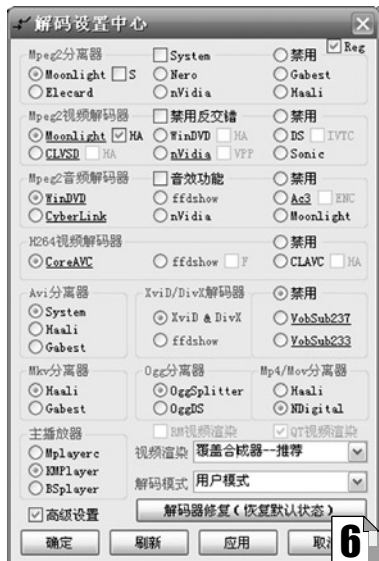 解码设置中心
Mpeg2分离器 System 禁用 Reg
Moonlight S Nero Gabest
Elecard nVidia Haali
Mpeg2视频解码器 禁用反交错 禁用
Moonlight HA WinDVD HA DS IVTC
CLVSD HA nVidia VPP Sonic
Mpeg2音频解码器 音效功能 禁用
WinDVD ffdshow Ac3 ENC
CyberLink nVidia Moonlight
H264视频解码器 禁用
CoreAVC ffdshow F CLAVC HA
Avi分离器 XviD/DivX解码器 禁用
System XviD & DivX VobSub237
Haali ffdshow VobSub233
Gabest
Mkv分离器 Ogg分离器 Mp4/Mov分离器
Haali OggSplitter Haali
Gabest OggDS NDigital
主播放器 RM视频渲染 QT视频渲染
Mplayerc 视频渲染 覆盖合成器--推荐
KMPlayer 解码模式 用户模式
BSplayer
高级设置 解码器修复(恢复默认状态)
确定 刷新 应用 取
6